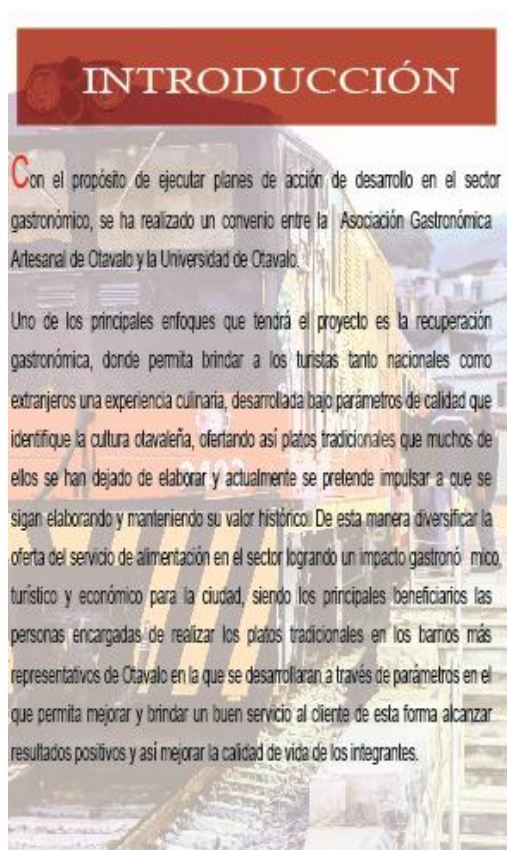 INTRODUCCIÓN
Con el propósito de ejecutar planes de acción de desarrollo en el sector
gastronómico, se ha realizado un convenio entre la Asociación Gastronómica
Artesanal de Otavalo y la Universidad de Otavalo.
Uno de los principales enfoques que tendrá el proyecto es la recuperación
gastronómica, donde permita brindar a los turistas tanto nacionales como
extranjeros una experiencia culinaria, desarrollada bajo parámetros de calidad que
identifique la cultura otavaleña, ofertando así platos tradicionales que muchos de
ellos se han dejado de elaborar y actualmente se pretende impulsar a que se
sigan elaborando y manteniendo su valor histórico. De esta manera diversificar la
oferta del servicio de alimentación en el sector logrando un impacto gastronó mico,
turístico y económico para la ciudad, siendo los principales beneficiarios las
personas encargadas de realizar los platos tradicionales en los barrios más
representativos de Otavalo en la que se desarrollaran a través de parámetros en el
que permita mejorar y brindar un buen servicio al cliente de esta forma alcanzar
resultados positivos y así mejorar la calidad de vida de los integrantes.